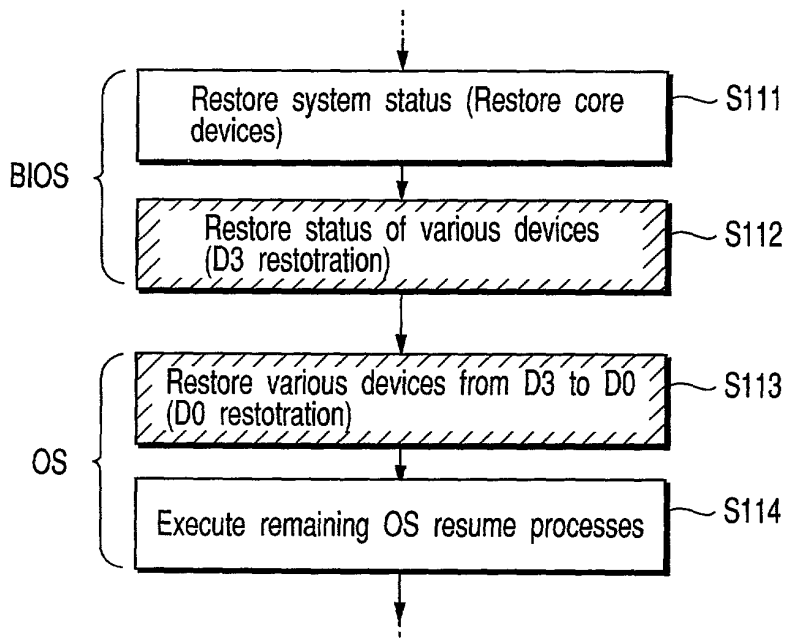 Restore system status (Restore core
devices)
S111
BIOS
Restore status of various devices
(D3 restotration)
S112
Restore various devices from D3 to D0
(D0 restotration)
S113
OS
Execute remaining OS resume processes
S114